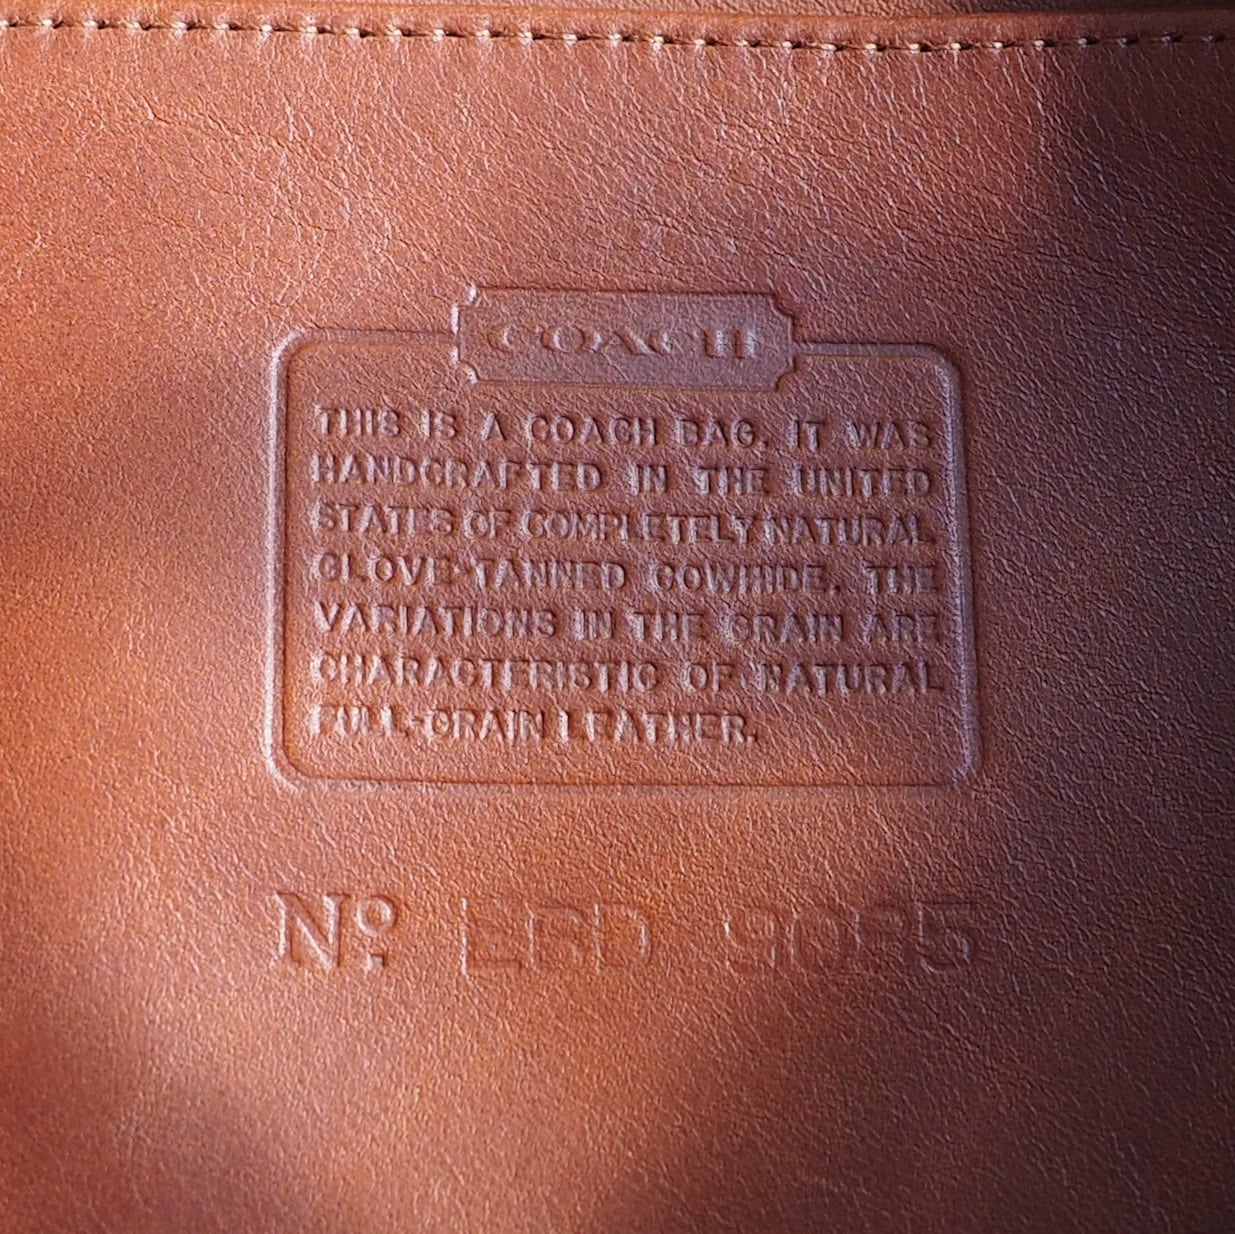 COACH
THIS IS A COACH BAG. IT WAS
HANDCRAFTED IN THE UNITED
STATES OF COMPLETELY NATURAL
GLOVE-TANNED COWHIDE. THE
VARIATIONS IN THE GRAIN ARE
CHARACTERISTIC OF NATURAL
FULL-GRAIN LEATHER.
Nº